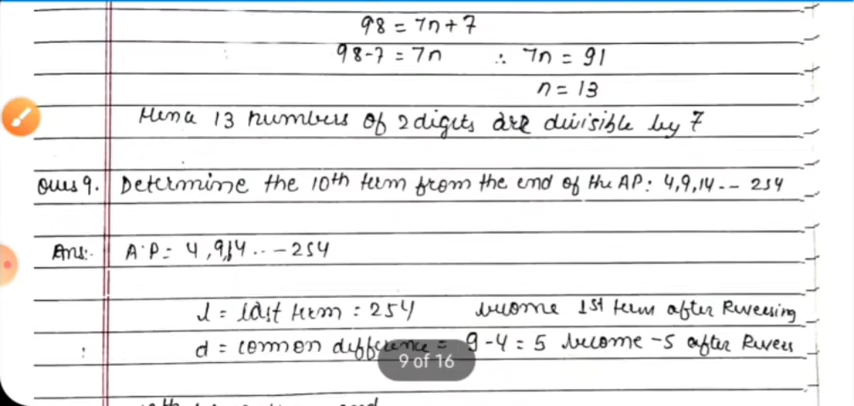 98 = 7n + 7
98-7 = 7n ∴ 7n = 91
n = 13
Hence 13 numbers of 2 digits are divisible by 7
Ques 9. Determine the 10th term from the end of the AP: 4,9,14 -- 254
Ans:- A.P = 4, 9,14 .. - 254
l = last term = 254 become 1st term after Reversing
d = common difference = 9 - 4 = 5 become -5 after Revers
9 of 16